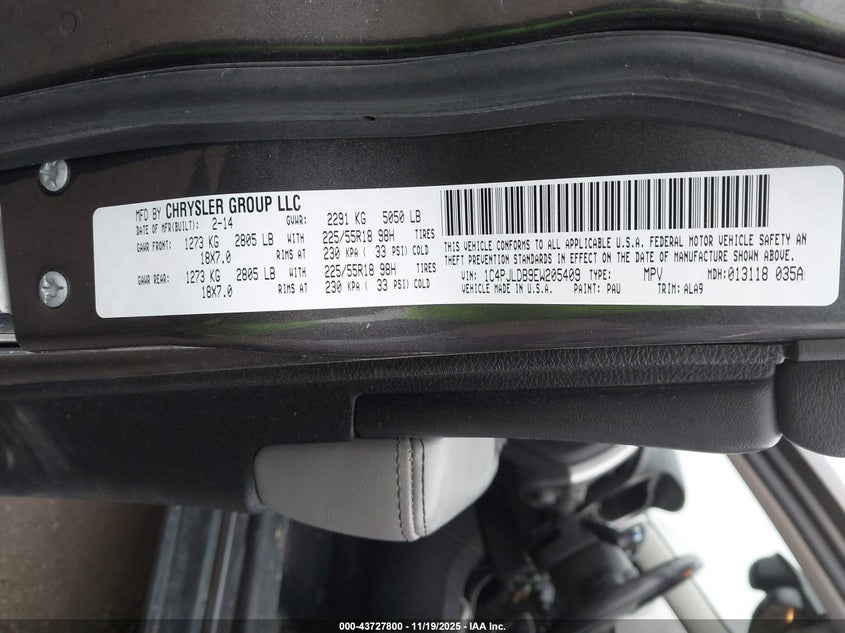 MFD BY CHRYSLER GROUP LLC
DATE OF MFR(BUILT): 2-14 GVWR: 2291 KG 5050 LB
GAWR FRONT: 1273 KG 2805 LB WITH 225/55R18 98H TIRES
18X7.0 RIMS AT 230 KPA ( 33 PSI) COLD
GAWR REAR: 1273 KG 2805 LB WITH 225/55R18 98H TIRES
18X7.0 RIMS AT 230 KPA ( 33 PSI) COLD
THIS VEHICLE CONFORMS TO ALL APPLICABLE U.S.A. FEDERAL MOTOR VEHICLE SAFETY AN
THEFT PREVENTION STANDARDS IN EFFECT ON THE DATE OF MANUFACTURE SHOWN ABOVE.
VIN: 1C4PJLDB9EW205409 TYPE: MPV MDH: 013118 035A
VEHICLE MADE IN U.S.A. PAINT: PAU TRIM: ALA9
000-43727800 - 11/19/2025 - IAA Inc.